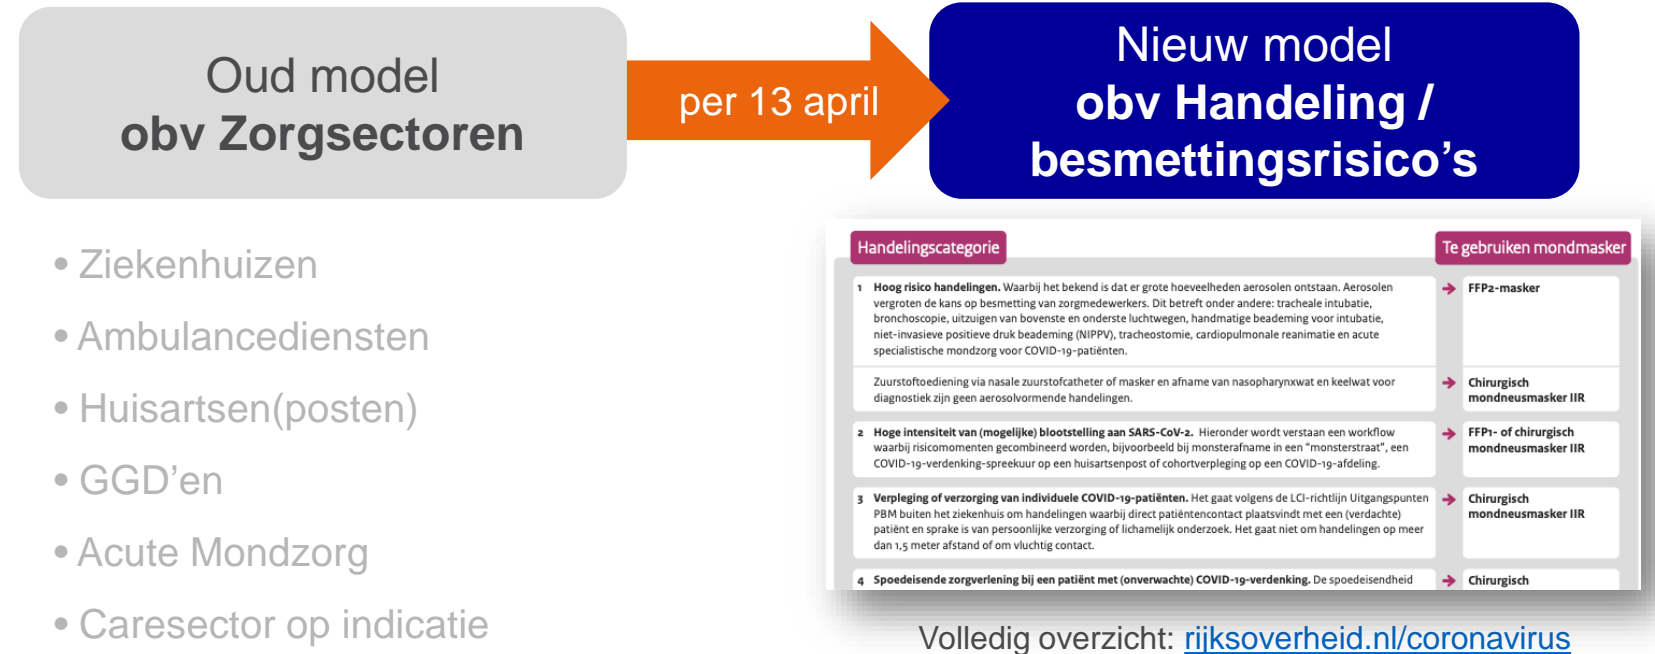 Oud model
obv Zorgsectoren
per 13 april
Nieuw model
obv Handeling /
besmettingsrisico’s
• Ziekenhuizen
• Ambulancediensten
• Huisartsen(posten)
• GGD’en
• Acute Mondzorg
• Caresector op indicatie
Handelingscategorie
Te gebruiken mondmasker
1 Hoog risico handelingen. Waarbij het bekend is dat er grote hoeveelheden aerosolen ontstaan. Aerosolen
vergroten de kans op besmetting van zorgmedewerkers. Dit betreft onder andere: tracheale intubatie,
bronchoscopie, uitzuigen van bovenste en onderste luchtwegen, handmatige beademing voor intubatie,
niet-invasieve positieve druk beademing (NIPPV), tracheostomie, cardiopulmonale reanimatie en acute
specialistische mondzorg voor COVID-19-patiënten.
FFP2-masker
Zuurstoftoediening via nasale zuurstofcatheter of masker en afname van nasopharynxwat en keelwat voor
diagnostiek zijn geen aerosolvormende handelingen.
Chirurgisch
mondneusmasker IIR
2 Hoge intensiteit van (mogelijke) blootstelling aan SARS-CoV-2. Hieronder wordt verstaan een workflow
waarbij risicomomenten gecombineerd worden, bijvoorbeeld bij monsterafname in een “monsterstraat”, een
COVID-19-verdenking-spreekuur op een huisartsenpost of cohortverpleging op een COVID-19-afdeling.
FFP1- of chirurgisch
mondneusmasker IIR
3 Verpleging of verzorging van individuele COVID-19-patiënten. Het gaat volgens de LCI-richtlijn Uitgangspunten
PBM buiten het ziekenhuis om handelingen waarbij direct patiëntencontact plaatsvindt met een (verdachte)
patiënt en sprake is van persoonlijke verzorging of lichamelijk onderzoek. Het gaat niet om handelingen op meer
dan 1,5 meter afstand of om vluchtig contact.
Chirurgisch
mondneusmasker IIR
4 Spoedeisende zorgverlening bij een patiënt met (onverwachte) COVID-19-verdenking. De spoedeisendheid
Chirurgisch
Volledig overzicht: rijksoverheid.nl/coronavirus